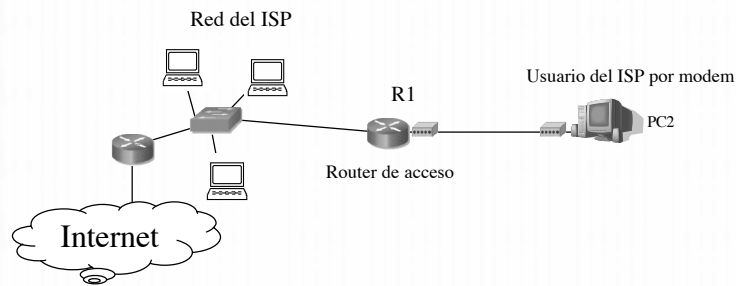 Red del ISP
Usuario del ISP por modem
R1
PC2
Router de acceso
Internet